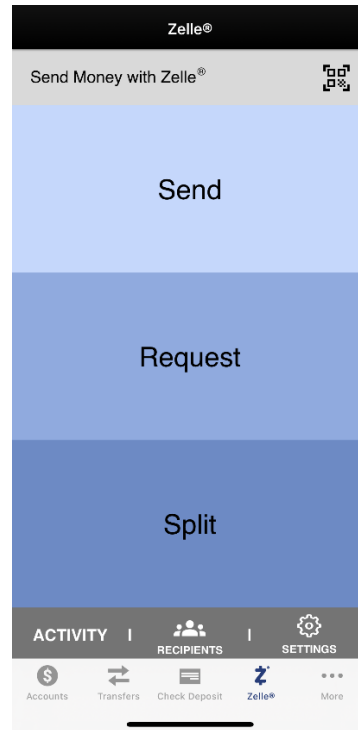 Zelle®
Send Money with Zelle®
Send
Request
Split
ACTIVITY | RECIPIENTS | SETTINGS
Accounts Transfers Check Deposit Zelle® More